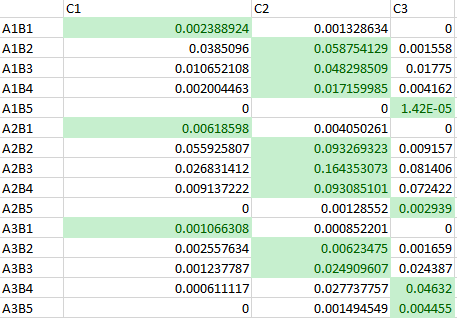 C1 C2 C3
A1B1 0.002388924 0.001328634 0
A1B2 0.0385096 0.058754129 0.001558
A1B3 0.010652108 0.048298509 0.01775
A1B4 0.002004463 0.017159985 0.004162
A1B5 0 0 1.42E-05
A2B1 0.00618598 0.004050261 0
A2B2 0.055925807 0.093269323 0.009157
A2B3 0.026831412 0.164353073 0.081406
A2B4 0.009137222 0.093085101 0.072422
A2B5 0 0.00128552 0.002939
A3B1 0.001066308 0.000852201 0
A3B2 0.002557634 0.00623475 0.001659
A3B3 0.001237787 0.024909607 0.024387
A3B4 0.000611117 0.027737757 0.04632
A3B5 0 0.001494549 0.004455